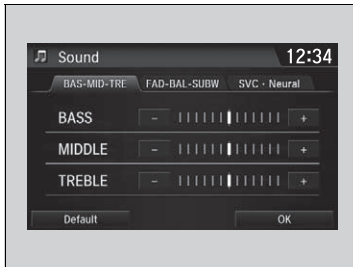 Sound 12:34
BAS-MID-TRE FAD-BAL-SUBW SVC · Neural
BASS - +
MIDDLE - +
TREBLE - +
Default OK